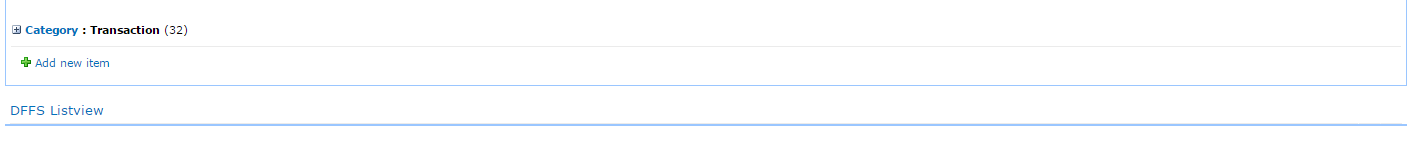 Category : Transaction (32)
Add new item
DFFS Listview